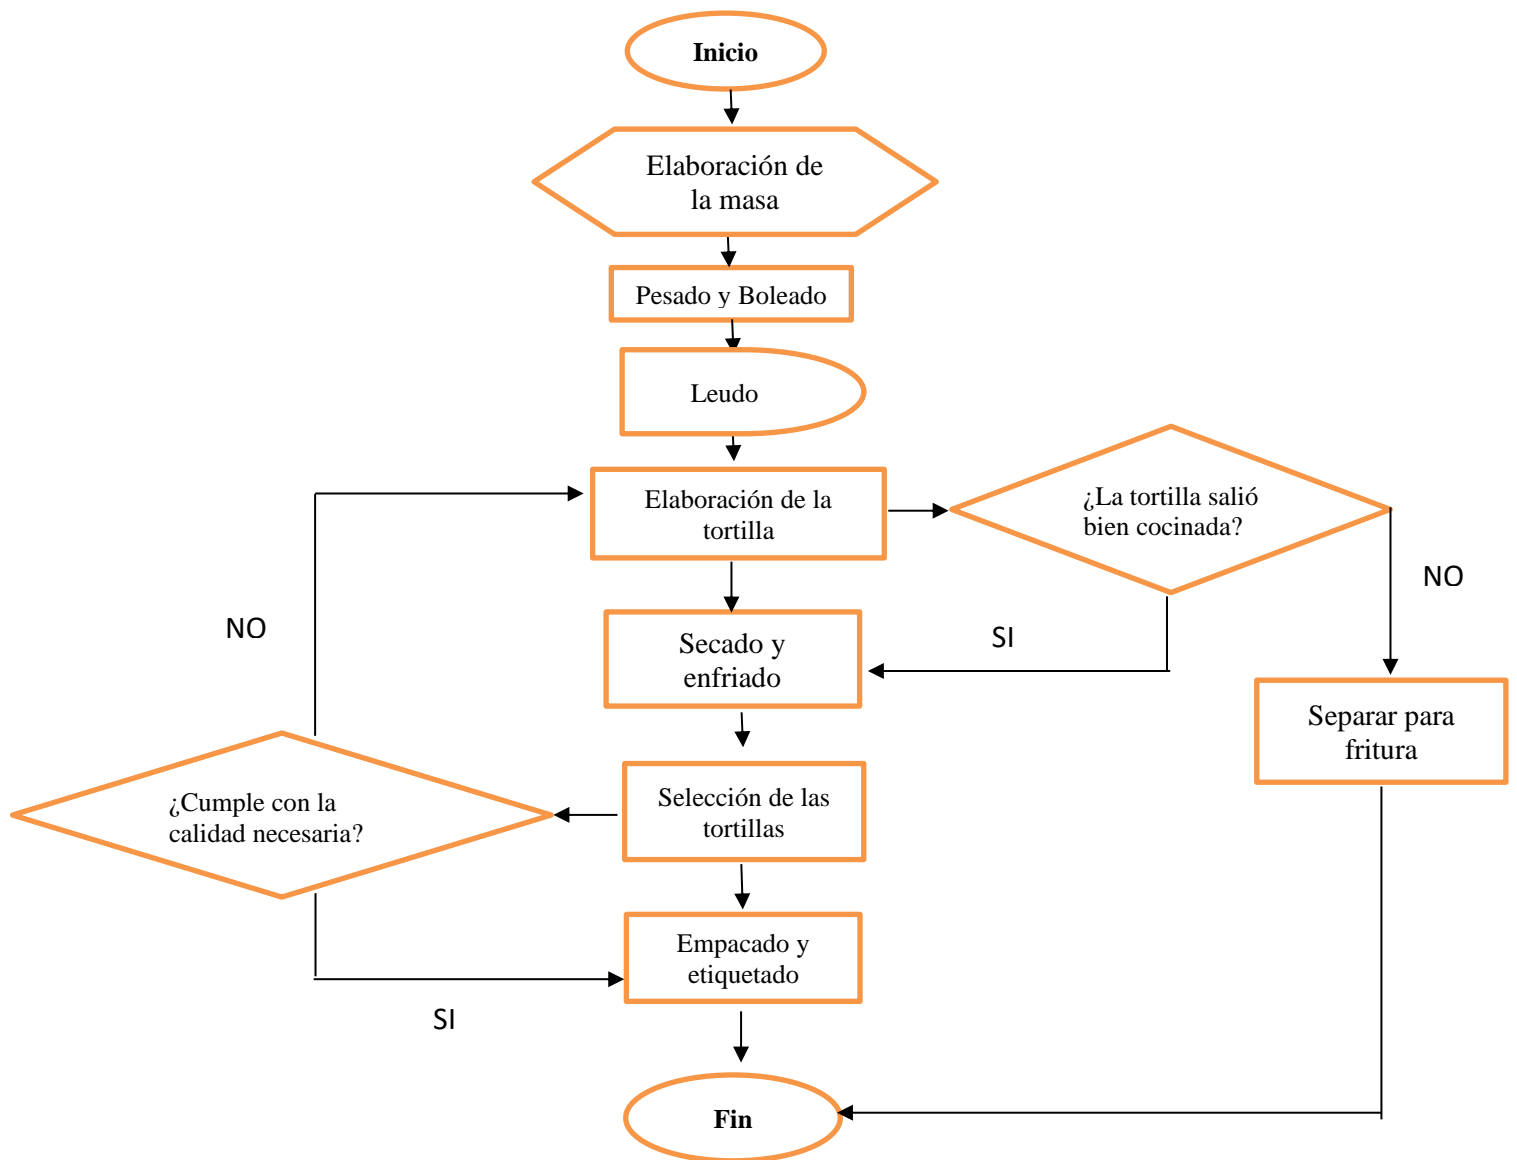 Inicio
Elaboración de
la masa
Pesado y Boleado
Leudo
Elaboración de la
tortilla
¿La tortilla salió
bien cocinada?
NO
NO
SI
Secado y
enfriado
Separar para
fritura
¿Cumple con la
calidad necesaria?
Selección de las
tortillas
Empacado y
etiquetado
SI
Fin